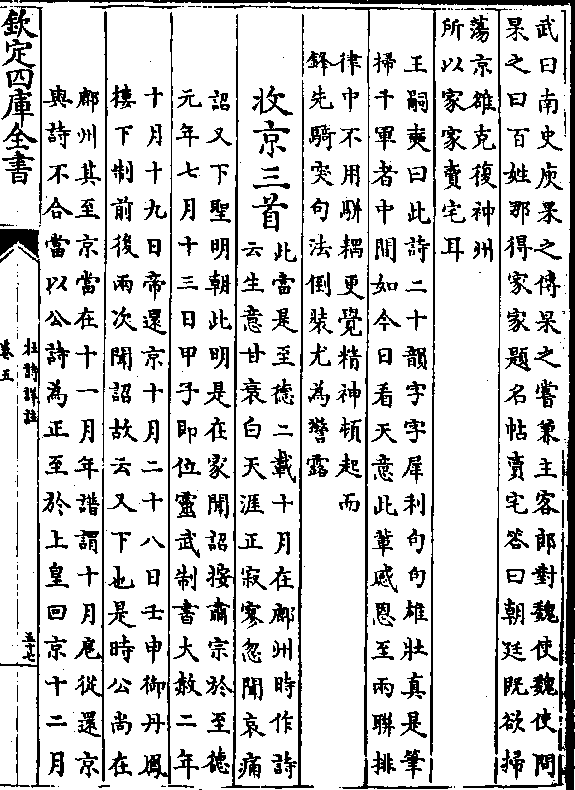 武曰南史庾杲之傳杲之嘗兼主客郎對魏使魏使問
杲之曰百姓那得家家題名帖賣宅答曰朝廷既欲掃
蕩京雒克復神州
所以家家賣宅耳
王嗣奭曰此詩二十韻字字犀利句句雄壯真是筆
掃千軍者中間如今日看天意此輩感恩至兩聯排
律中不用駢耦更覺精神頓起而
鋒先騎突句法倒裝尤為警露
收京三首
此當是至德二載十月在鄜州時作詩
云生意甘衰白天涯正寂寥忽聞哀痛
詔又下聖明朝此明是在家聞詔按肅宗於至德
元年七月十三日甲子即位靈武制書大赦二年
十月十九日帝還京十月二十八日壬申御丹鳳
樓下制前後兩次聞詔故云又下也是時公尚在
鄜州其至京當在十一月年譜謂十月扈從還京
與詩不合當以公詩為正至於上皇回京十二月
欽定四庫全書
杜詩詳註
卷五
五十七